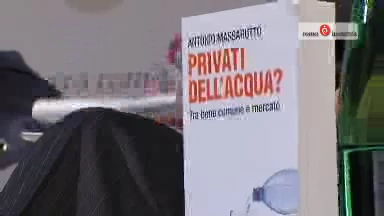 ANTONIO MASSARUTTO
PRIVATI
DELL'ACQUA?
Tra bene comune e mercato